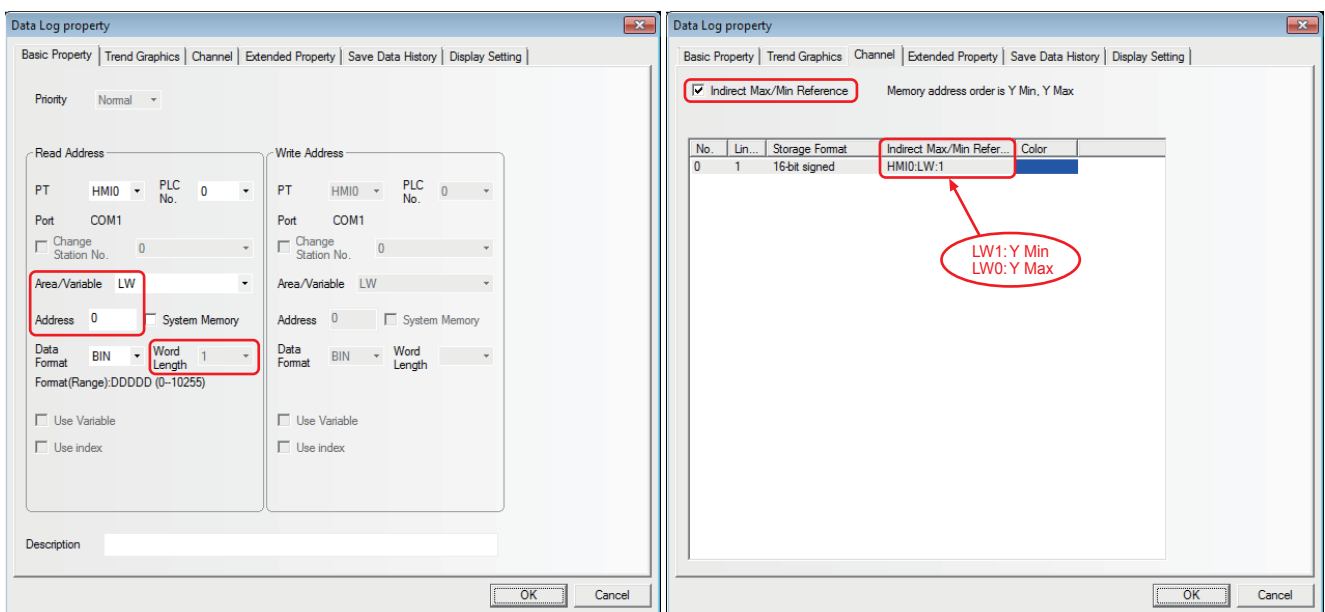 Data Log property
Basic Property Trend Graphics Channel Extended Property Save Data History Display Setting
Priority Normal
Read Address
PT HMI0 PLC No. 0
Port COM1
Change Station No. 0
Area/Variable LW
Address 0 System Memory
Data Format BIN Word Length 1
Format(Range):DDDDD (0--10255)
Use Variable
Use index
Write Address
PT HMI0 PLC No. 0
Port COM1
Change Station No. 0
Area/Variable LW
Address 0 System Memory
Data Format BIN Word Length
Use Variable
Use index
Description
OK Cancel
Data Log property
Basic Property Trend Graphics Channel Extended Property Save Data History Display Setting
Indirect Max/Min Reference Memory address order is Y Min, Y Max
No. Lin... Storage Format Indirect Max/Min Refer... Color
0 1 16-bit signed HMI0:LW:1
LW1: Y Min
LW0: Y Max
OK Cancel